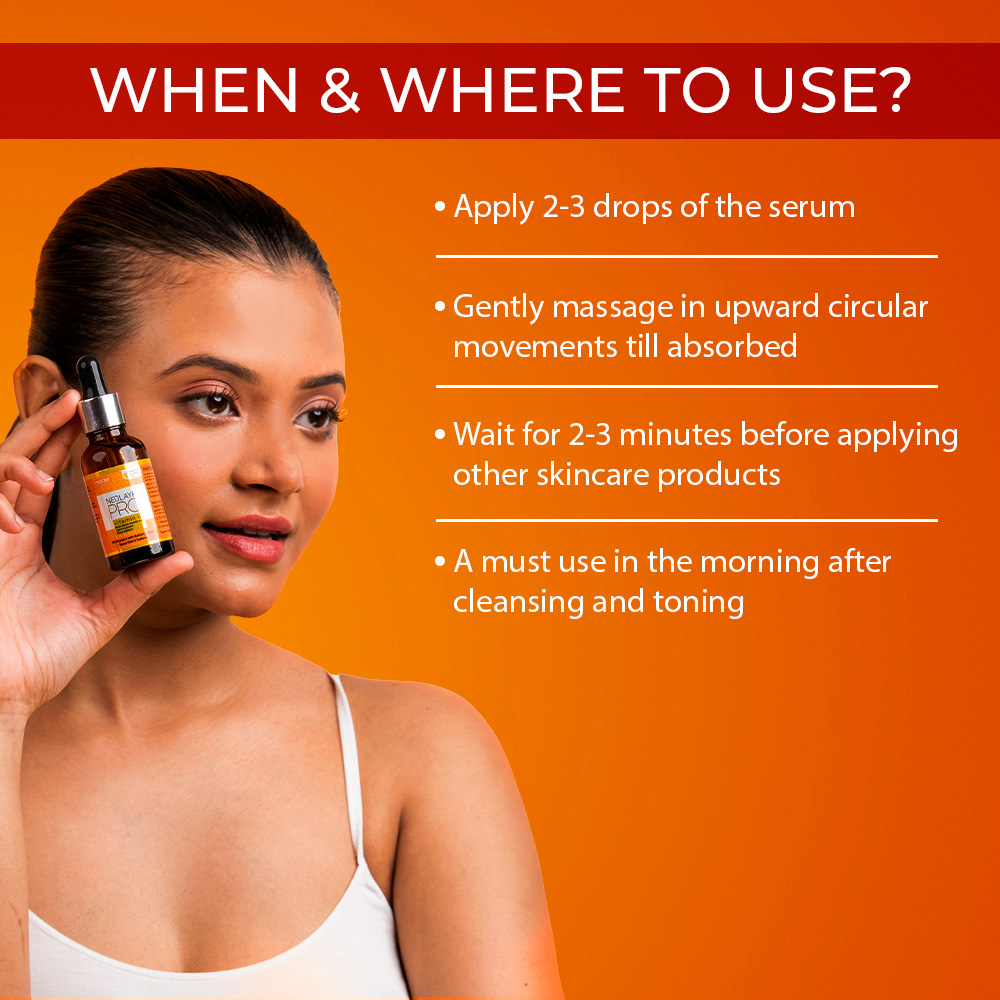 WHEN & WHERE TO USE?
• Apply 2-3 drops of the serum
• Gently massage in upward circular
movements till absorbed
• Wait for 2-3 minutes before applying
other skincare products
• A must use in the morning after
cleansing and toning
NEOLAYR
PRO